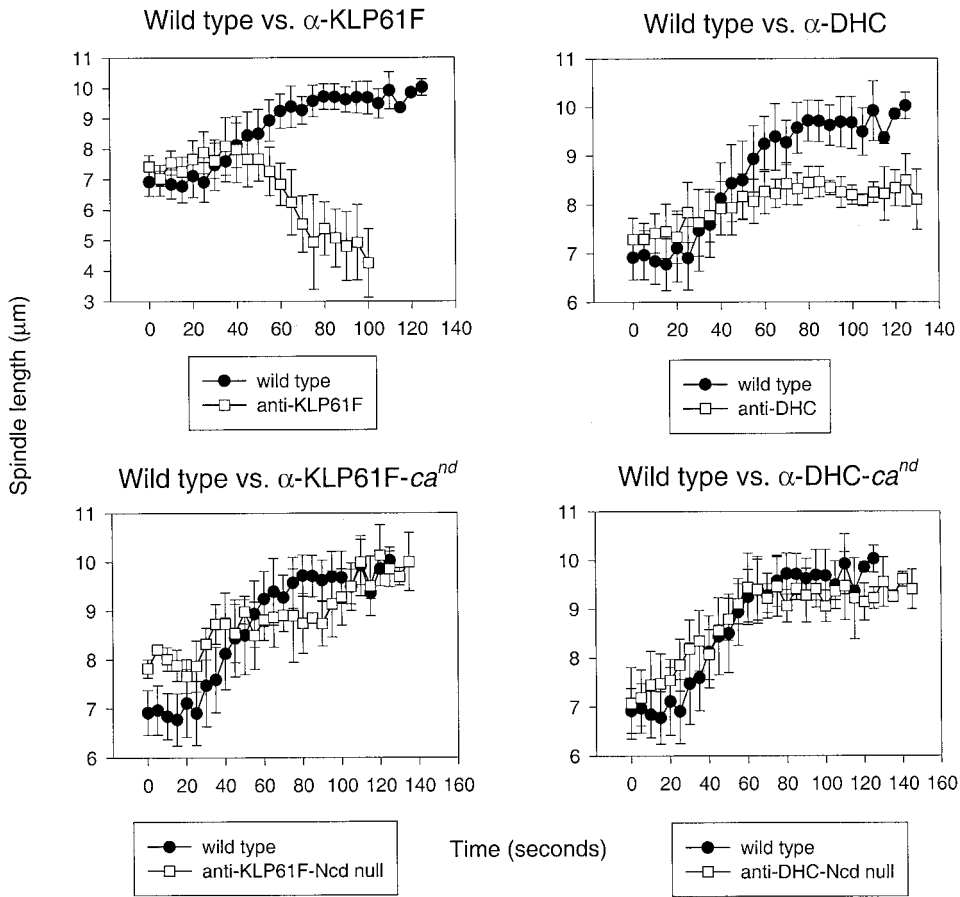 Wild type vs. α-KLP61F
11
10
9
8
7
6
5
4
3
0 20 40 60 80 100 120 140
wild type
anti-KLP61F
Wild type vs. α-DHC
11
10
9
8
7
6
0 20 40 60 80 100 120 140
wild type
anti-DHC
Spindle length (μm)
Wild type vs. α-KLP61F-ca^nd
11
10
9
8
7
6
0 20 40 60 80 100 120 140 160
wild type
anti-KLP61F-Ncd null
Wild type vs. α-DHC-ca^nd
11
10
9
8
7
6
0 20 40 60 80 100 120 140 160
wild type
anti-DHC-Ncd null
Time (seconds)